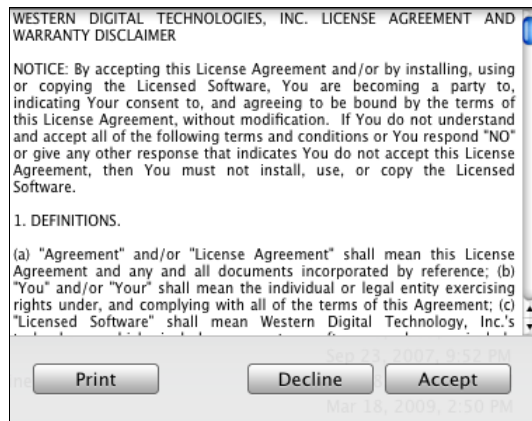 WESTERN DIGITAL TECHNOLOGIES, INC. LICENSE AGREEMENT AND
WARRANTY DISCLAIMER
NOTICE: By accepting this License Agreement and/or by installing, using
or copying the Licensed Software, You are becoming a party to,
indicating Your consent to, and agreeing to be bound by the terms of
this License Agreement, without modification. If You do not understand
and accept all of the following terms and conditions or You respond "NO"
or give any other response that indicates You do not accept this License
Agreement, then You must not install, use, or copy the Licensed
Software.
1. DEFINITIONS.
(a) "Agreement" and/or "License Agreement" shall mean this License
Agreement and any and all documents incorporated by reference; (b)
"You" and/or "Your" shall mean the individual or legal entity exercising
rights under, and complying with all of the terms of this Agreement; (c)
"Licensed Software" shall mean Western Digital Technology, Inc.'s
Sep 23, 2007, 9:52 PM
Print Decline Accept
Mar 18, 2009, 2:50 PM